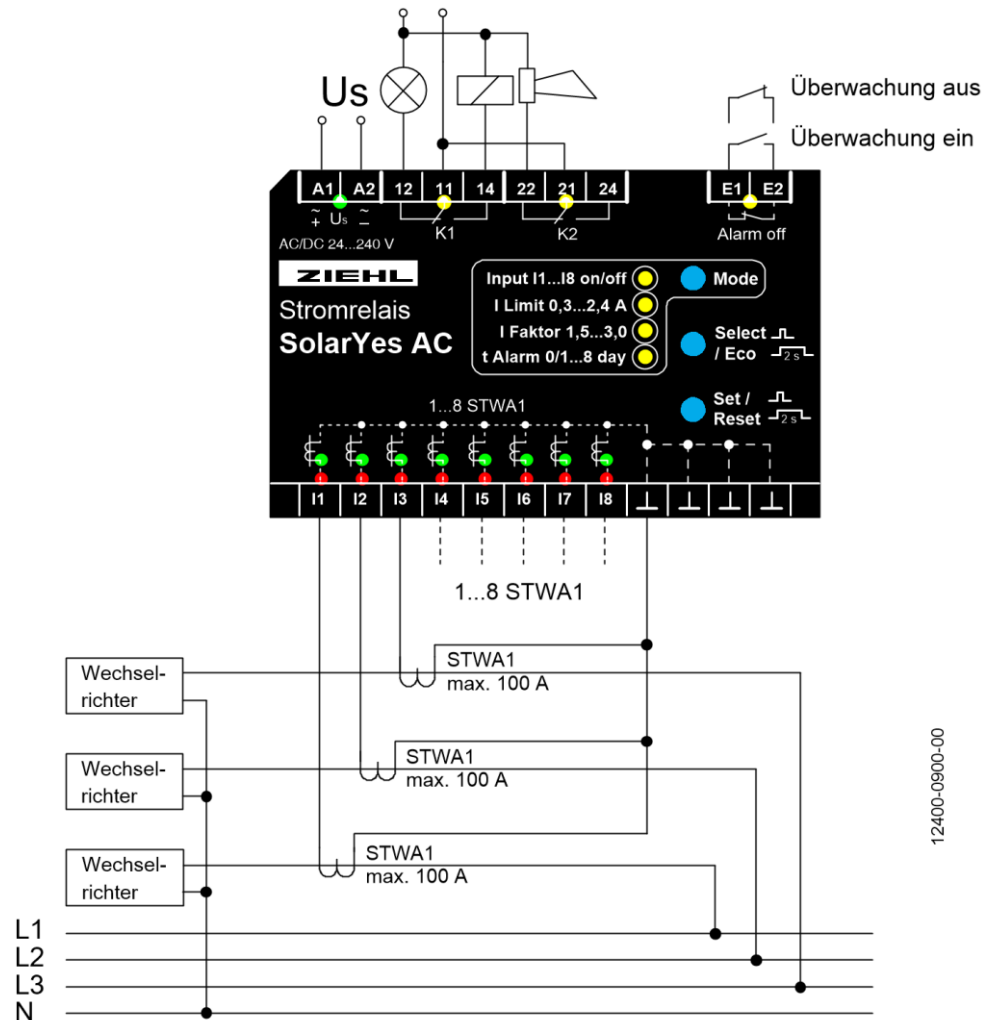 Us
Überwachung aus
Überwachung ein
A1 A2 12 11 14 22 21 24 E1 E2
~ + Us ~ –
K1 K2 Alarm off
AC/DC 24...240 V
ZIEHL
Stromrelais
SolarYes AC
Input I1...I8 on/off
I Limit 0,3...2,4 A
I Faktor 1,5...3,0
t Alarm 0/1...8 day
Mode
Select
/ Eco 2 s
Set /
Reset 2 s
1...8 STWA1
I1 I2 I3 I4 I5 I6 I7 I8
1...8 STWA1
Wechsel-
richter
STWA1
max. 100 A
Wechsel-
richter
STWA1
max. 100 A
Wechsel-
richter
STWA1
max. 100 A
L1
L2
L3
N
12400-0900-00